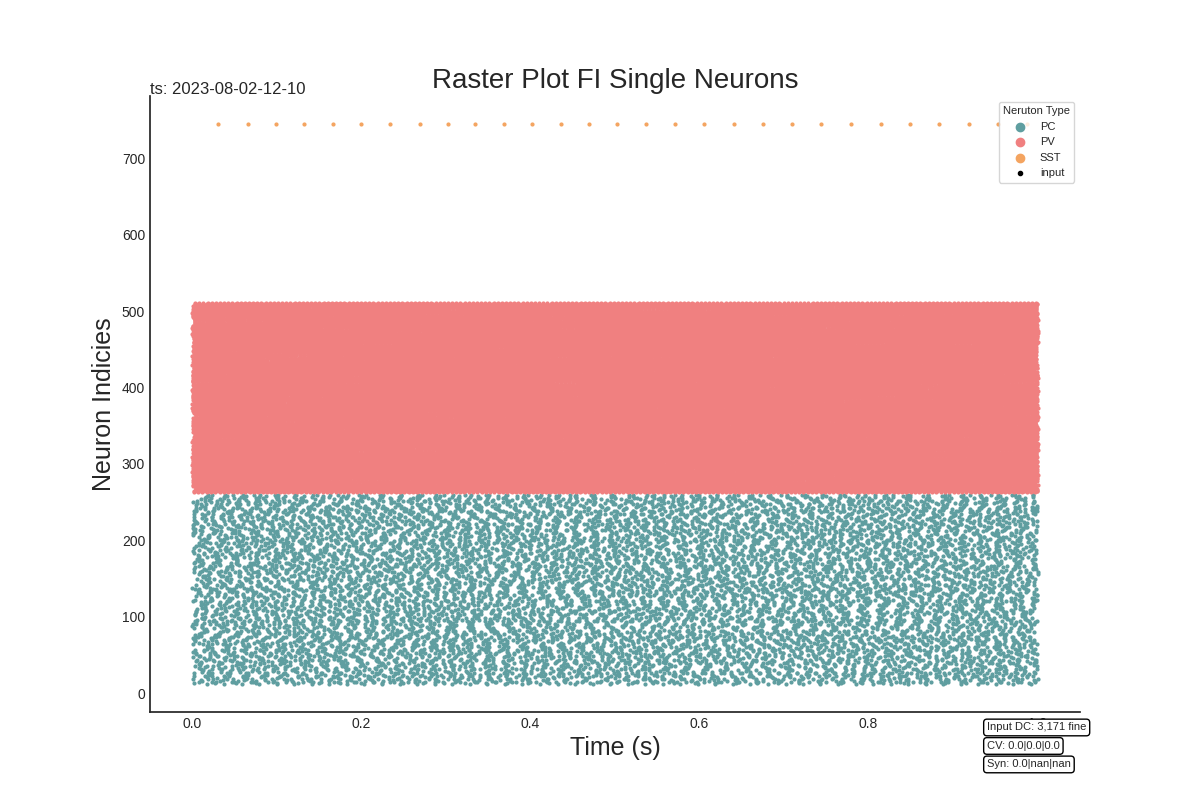 Raster Plot FI Single Neurons
ts: 2023-08-02-12-10
Neruton Type
PC
PV
SST
input
700
600
500
400
300
200
100
0
Neuron Indicies
0.0 0.2 0.4 0.6 0.8
Time (s)
Input DC: 3,171 fine
CV: 0.0|0.0|0.0
Syn: 0.0|nan|nan